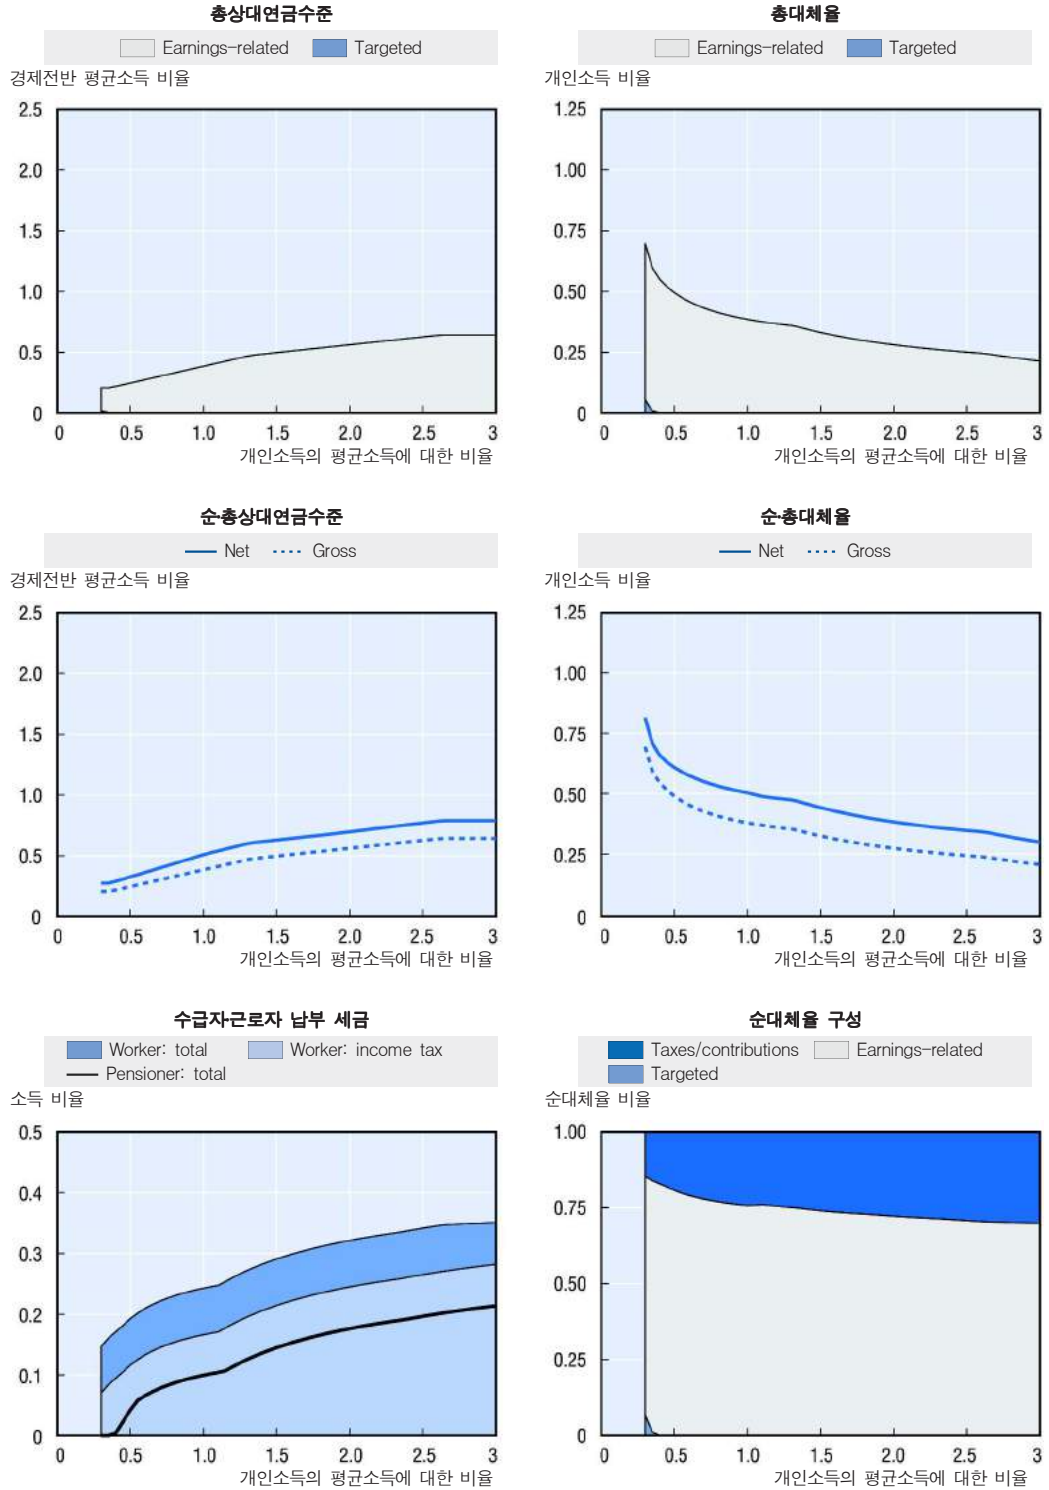 총상대연금수준
Earnings-related Targeted
경제전반 평균소득 비율
2.5
2.0
1.5
1.0
0.5
0
0 0.5 1.0 1.5 2.0 2.5 3
개인소득의 평균소득에 대한 비율
총대체율
Earnings-related Targeted
개인소득 비율
1.25
1.00
0.75
0.50
0.25
0
0 0.5 1.0 1.5 2.0 2.5 3
개인소득의 평균소득에 대한 비율
순·총상대연금수준
Net Gross
경제전반 평균소득 비율
2.5
2.0
1.5
1.0
0.5
0
0 0.5 1.0 1.5 2.0 2.5 3
개인소득의 평균소득에 대한 비율
순·총대체율
Net Gross
개인소득 비율
1.25
1.00
0.75
0.50
0.25
0
0 0.5 1.0 1.5 2.0 2.5 3
개인소득의 평균소득에 대한 비율
수급자·근로자 납부 세금
Worker: total Worker: income tax
Pensioner: total
소득 비율
0.5
0.4
0.3
0.2
0.1
0
0 0.5 1.0 1.5 2.0 2.5 3
개인소득의 평균소득에 대한 비율
순대체율 구성
Taxes/contributions Earnings-related
Targeted
순대체율 비율
1.00
0.75
0.50
0.25
0
0 0.5 1.0 1.5 2.0 2.5 3
개인소득의 평균소득에 대한 비율